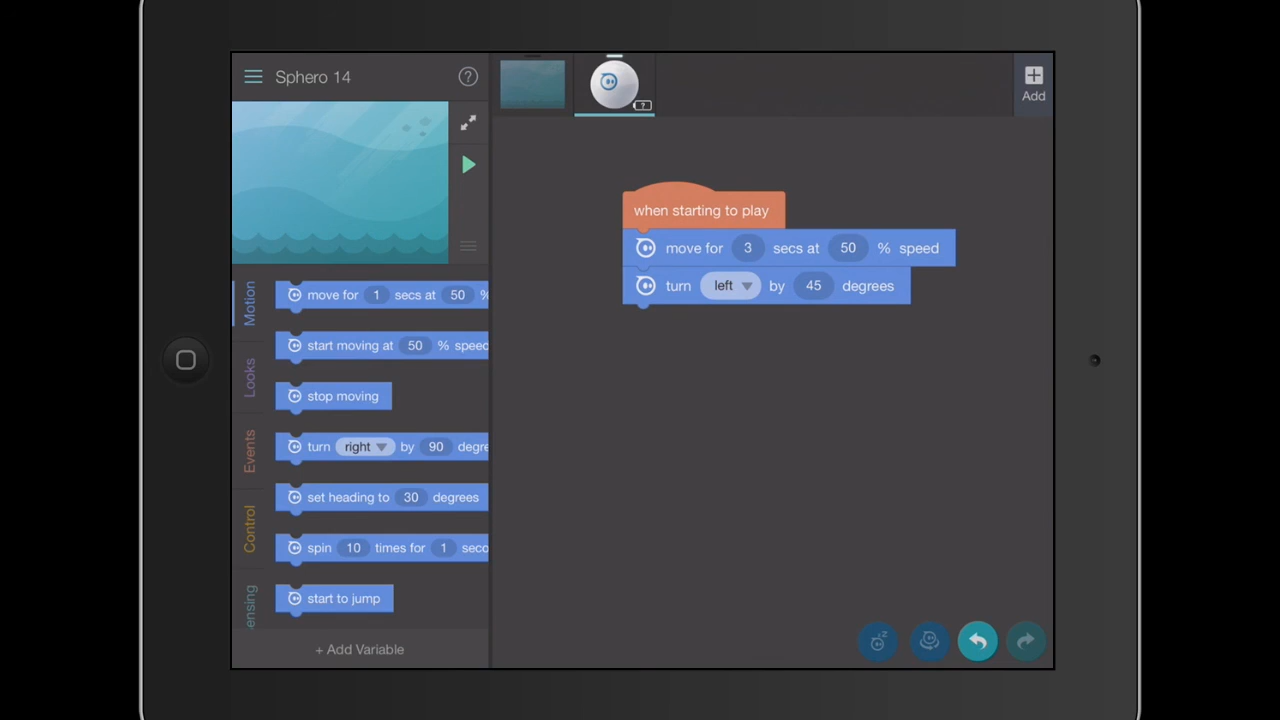 Sphero 14
?
?
Add
when starting to play
move for 3 secs at 50 % speed
turn left by 45 degrees
Motion
Looks
Events
Control
ensing
move for 1 secs at 50 %
start moving at 50 % speed
stop moving
turn right by 90 degre
set heading to 30 degrees
spin 10 times for 1 seco
start to jump
+ Add Variable